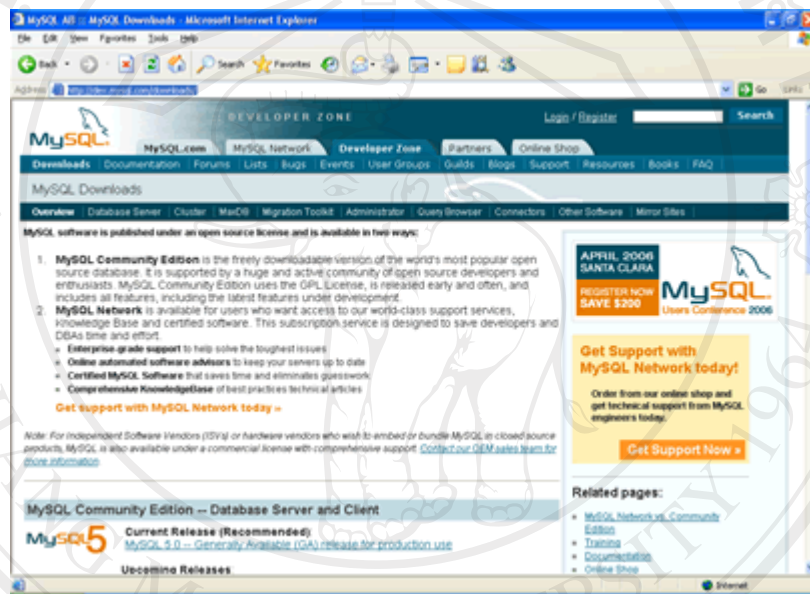 MySQL AB :: MySQL Downloads - Microsoft Internet Explorer
File Edit View Favorites Tools Help
Back Search Favorites
Address http://dev.mysql.com/downloads/ Go Links
MySQL
DEVELOPER ZONE
Login / Register Search
MySQL.com MySQL Network Developer Zone Partners Online Shop
Downloads Documentation Forums Lists Bugs Events User Groups Guilds Blogs Support Resources Books FAQ
MySQL Downloads
Overview Database Server Cluster MaxDB Migration Toolkit Administrator Query Browser Connectors Other Software Mirror Sites
MySQL software is published under an open source license and is available in two ways:
1. MySQL Community Edition is the freely downloadable version of the world's most popular open
source database. It is supported by a huge and active community of open source developers and
enthusiasts. MySQL Community Edition uses the GPL License, is released early and often, and
includes all features, including the latest features under development.
2. MySQL Network is available for users who want access to our world-class support services,
Knowledge Base and certified software. This subscription service is designed to save developers and
DBAs time and effort.
Enterprise-grade support to help solve the toughest issues
Online automated software advisors to keep your servers up to date
Certified MySQL Software that saves time and eliminates guesswork
Comprehensive KnowledgeBase of best practices technical articles
Get support with MySQL Network today »
Note: For Independent Software Vendors (ISVs) or hardware vendors who wish to embed or bundle MySQL in closed source
products, MySQL is also available under a commercial license with comprehensive support. Contact our OEM sales team for
more information.
MySQL Community Edition -- Database Server and Client
MySQL 5
Current Release (Recommended):
MySQL 5.0 -- Generally Available (GA) release for production use
Upcoming Releases
APRIL 2006
SANTA CLARA
REGISTER NOW
SAVE $200
MySQL
Users Conference 2006
Get Support with
MySQL Network today!
Order from our online shop and
get technical support from MySQL
engineers today.
Get Support Now »
Related pages:
MySQL Network vs. Community
Edition
Training
Documentation
Online Shop
Internet